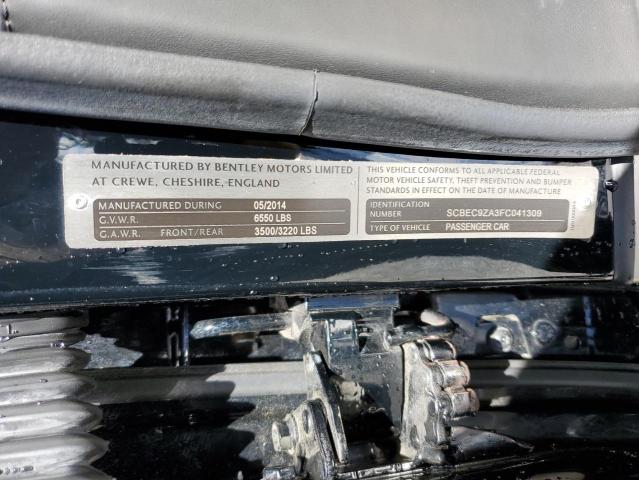 MANUFACTURED BY BENTLEY MOTORS LIMITED
AT CREWE, CHESHIRE, ENGLAND
MANUFACTURED DURING 05/2014
G.V.W.R. 6550 LBS
G.A.W.R. FRONT/REAR 3500/3220 LBS
THIS VEHICLE CONFORMS TO ALL APPLICABLE FEDERAL
MOTOR VEHICLE SAFETY, THEFT PREVENTION AND BUMPER
STANDARDS IN EFFECT ON THE DATE OF MANUFACTURE
IDENTIFICATION
NUMBER SCBEC9ZA3FC041309
TYPE OF VEHICLE PASSENGER CAR